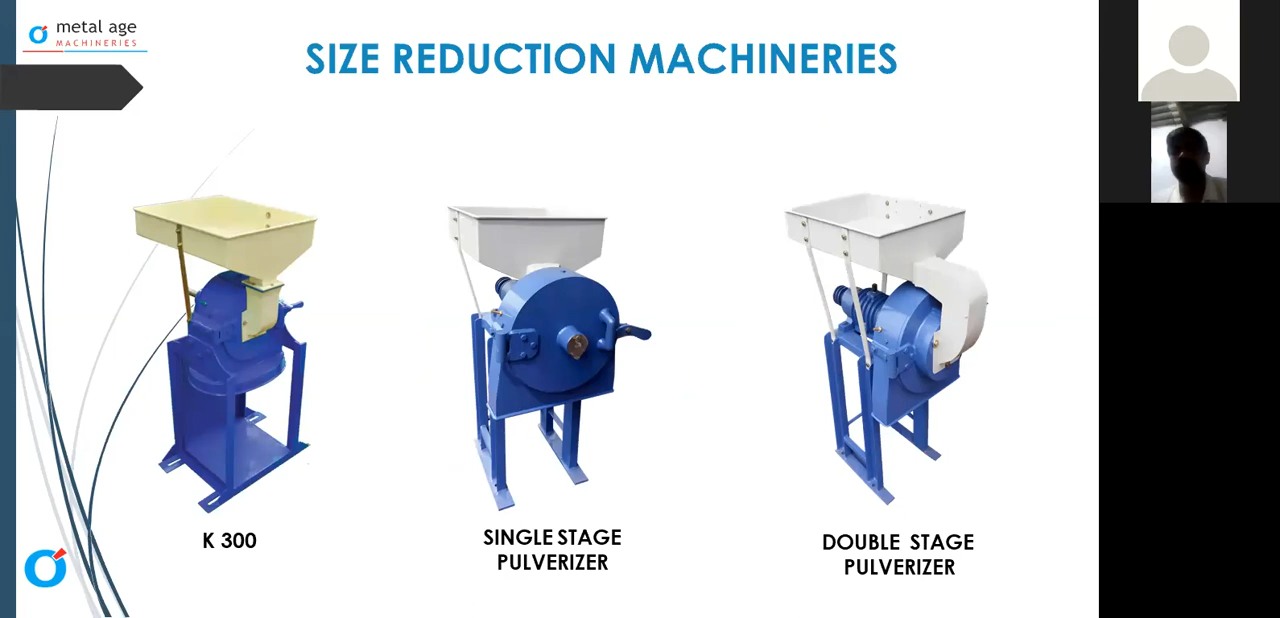 metal age
MACHINERIES
SIZE REDUCTION MACHINERIES
K 300
SINGLE STAGE
PULVERIZER
DOUBLE STAGE
PULVERIZER